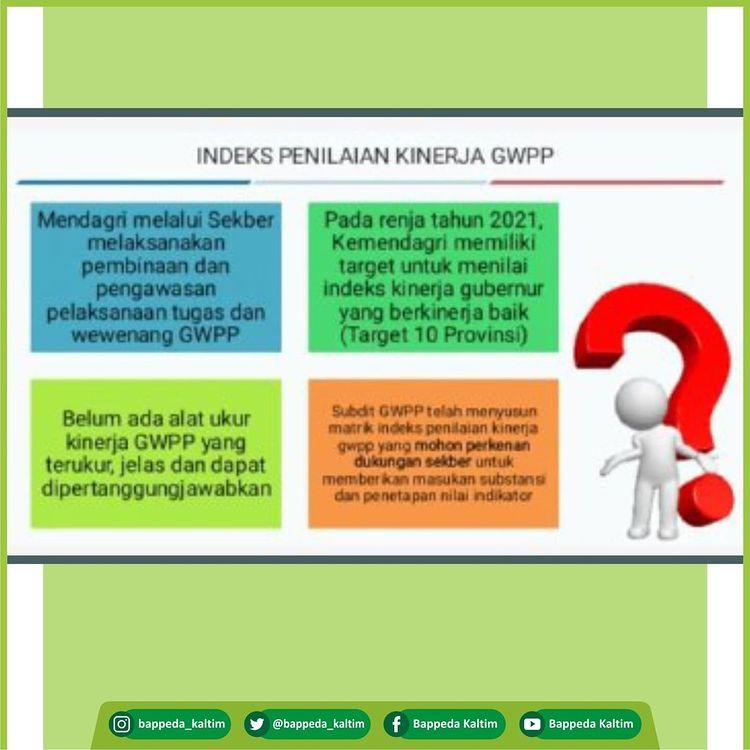 INDEKS PENILAIAN KINERJA GWPP
Mendagri melalui Sekber
melaksanakan
pembinaan dan
pengawasan
pelaksanaan tugas dan
wewenang GWPP
Pada renja tahun 2021,
Kemendagri memiliki
target untuk menilai
indeks kinerja gubernur
yang berkinerja baik
(Target 10 Provinsi)
Belum ada alat ukur
kinerja GWPP yang
terukur, jelas dan dapat
dipertanggungjawabkan
Subdit GWPP telah menyusun
matrik indeks penilaian kinerja
gwpp yang mohon perkenan
dukungan sekber untuk
memberikan masukan substansi
dan penetapan nilai indikator
bappeda_kaltim
@bappeda_kaltim
Bappeda Kaltim
Bappeda Kaltim